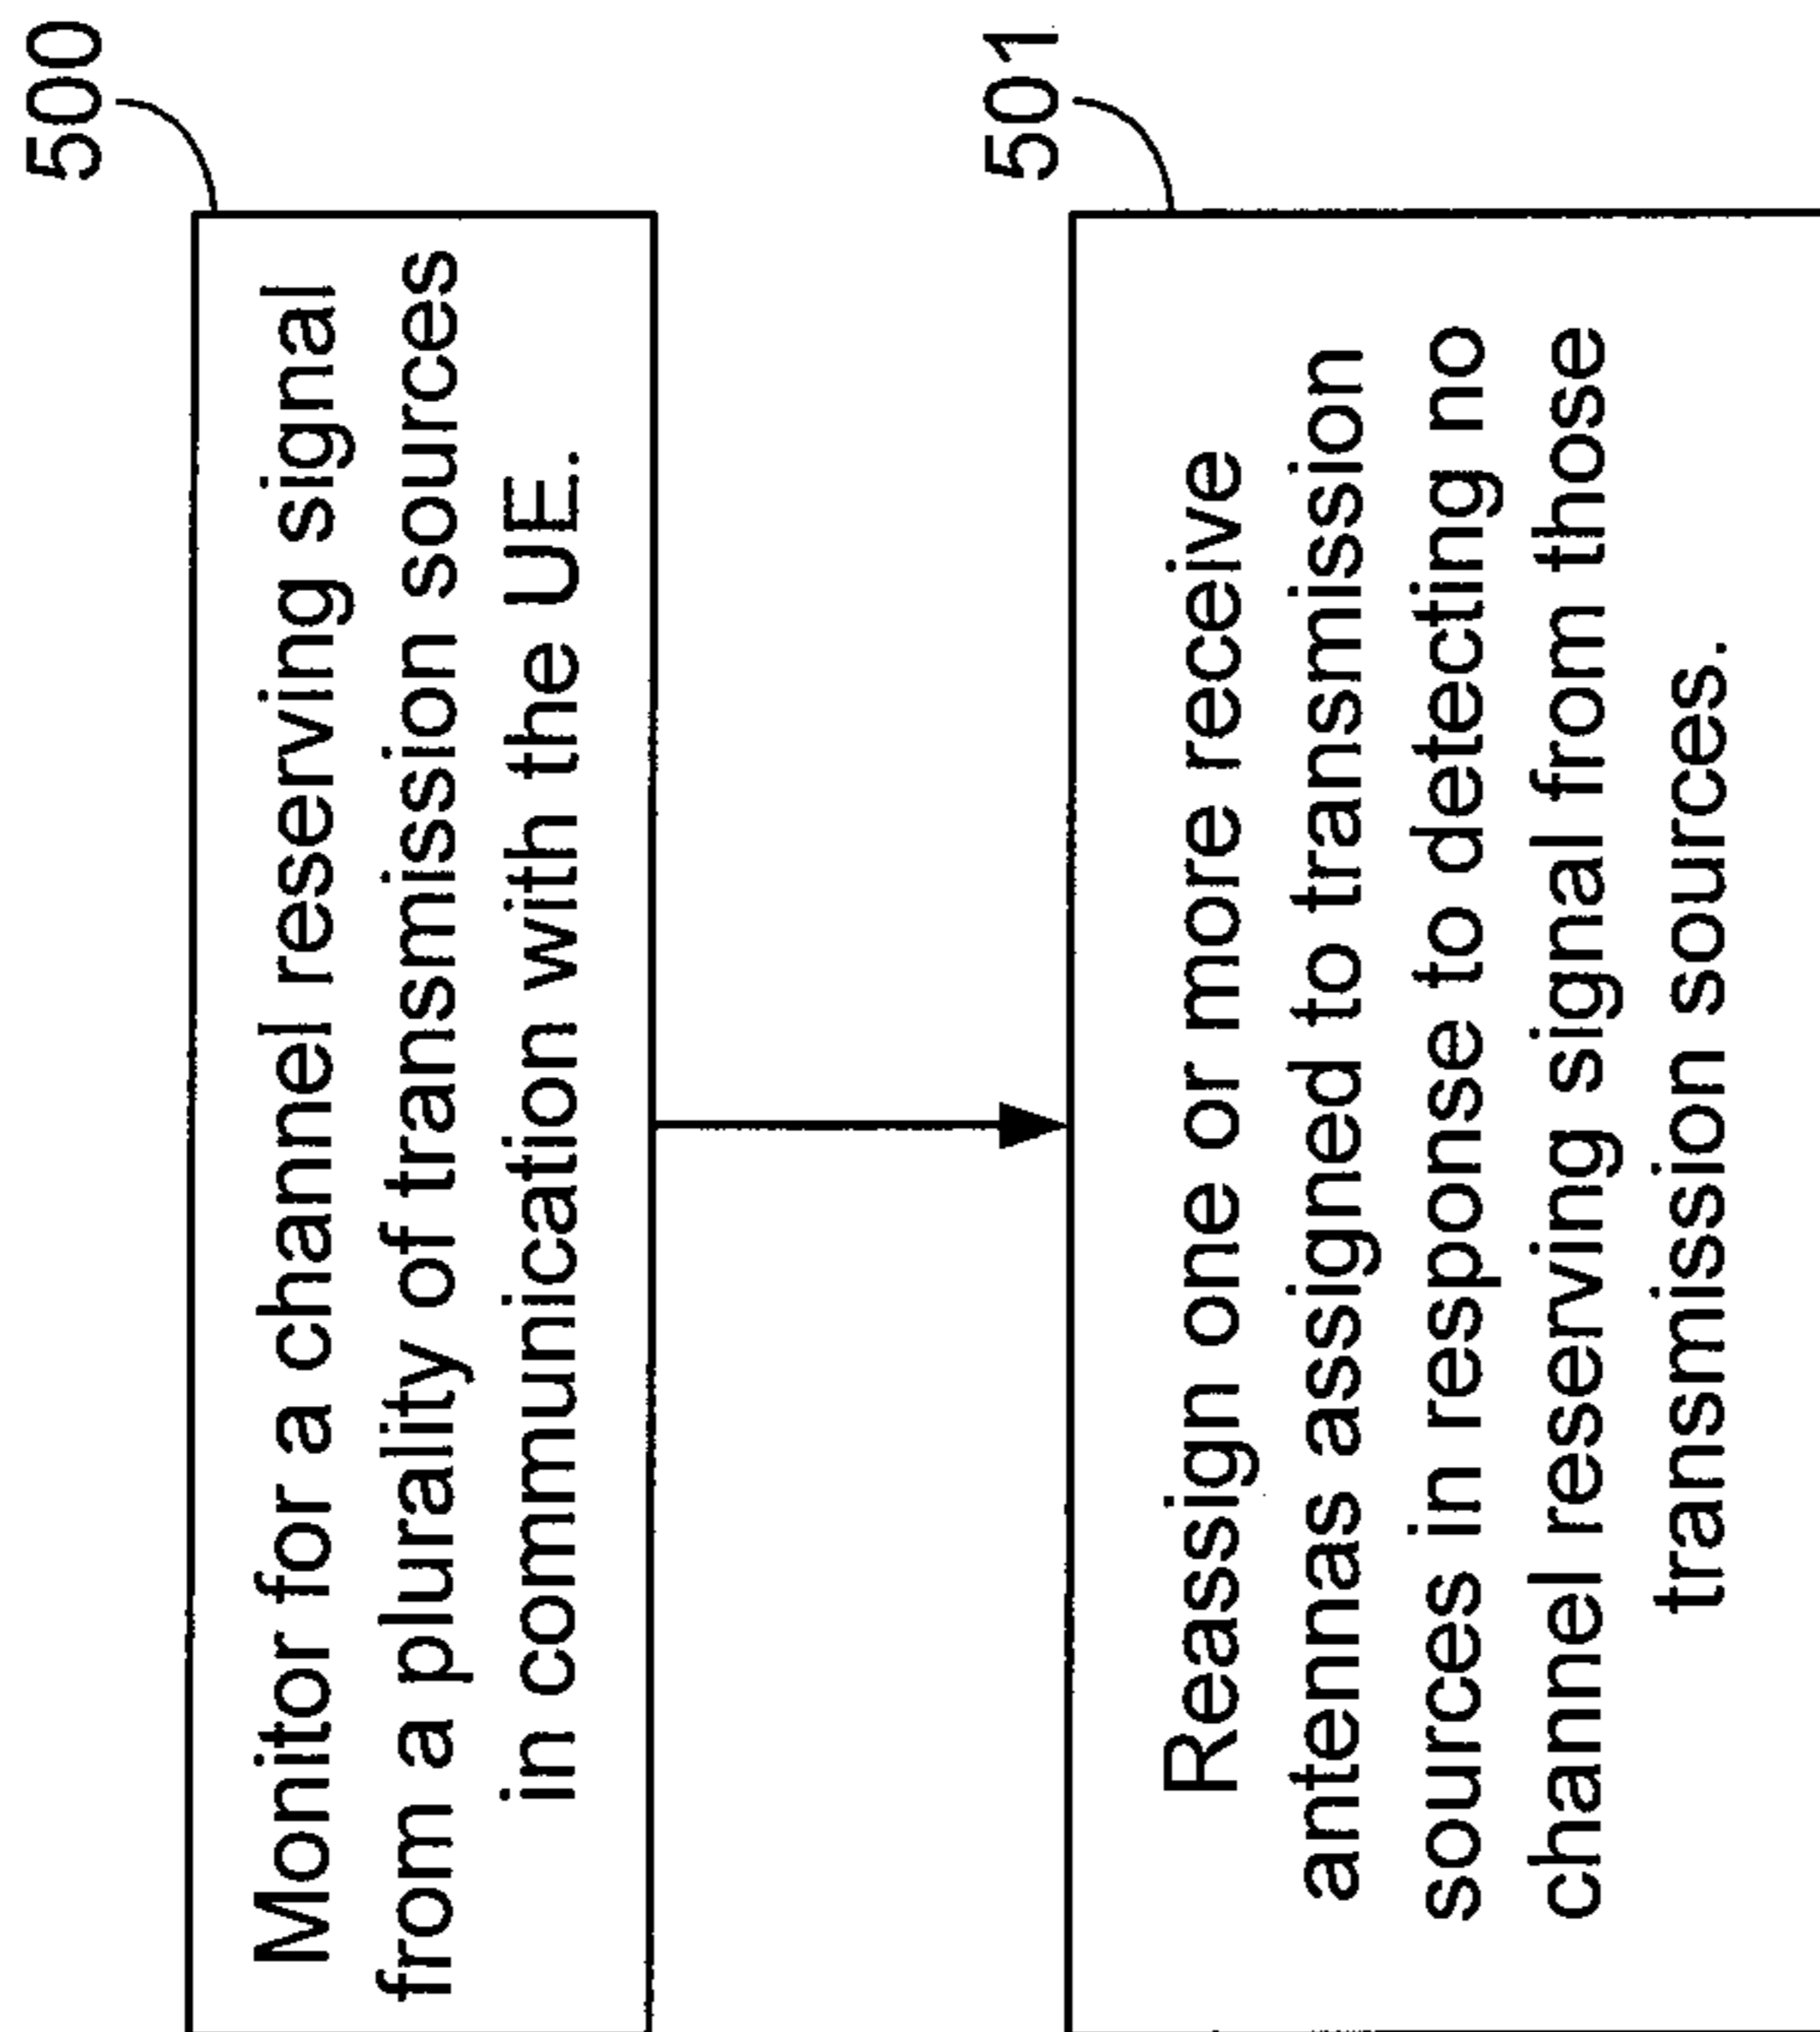 500
Monitor for a channel reserving signal
from a plurality of transmission sources
in communication with the UE.
501
Reassign one or more receive
antennas assigned to transmission
sources in response to detecting no
channel reserving signal from those
transmission sources.